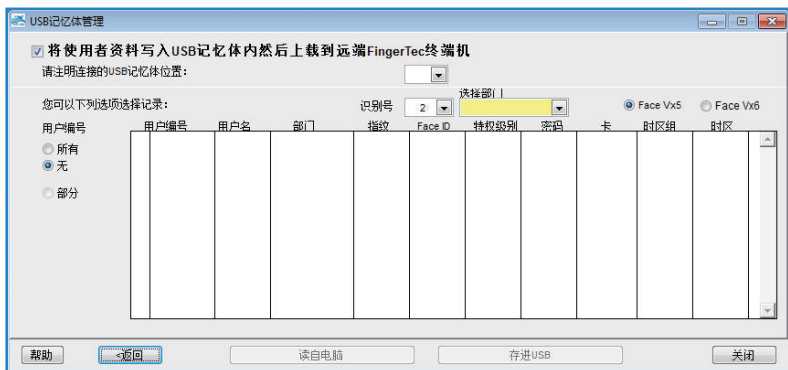 USB记忆体管理
将使用者资料写入USB记忆体内然后上载到远端FingerTec终端机
请注明连接的USB记忆体位置：
选择部门
您可以下列选项选择记录： 识别号 2 Face Vx5 Face Vx6
用户编号 用户编号 用户名 部门 指纹 Face ID 特权级别 密码 卡 时区组 时区
所有
无
部分
帮助 <返回 读自电脑 存进USB 关闭